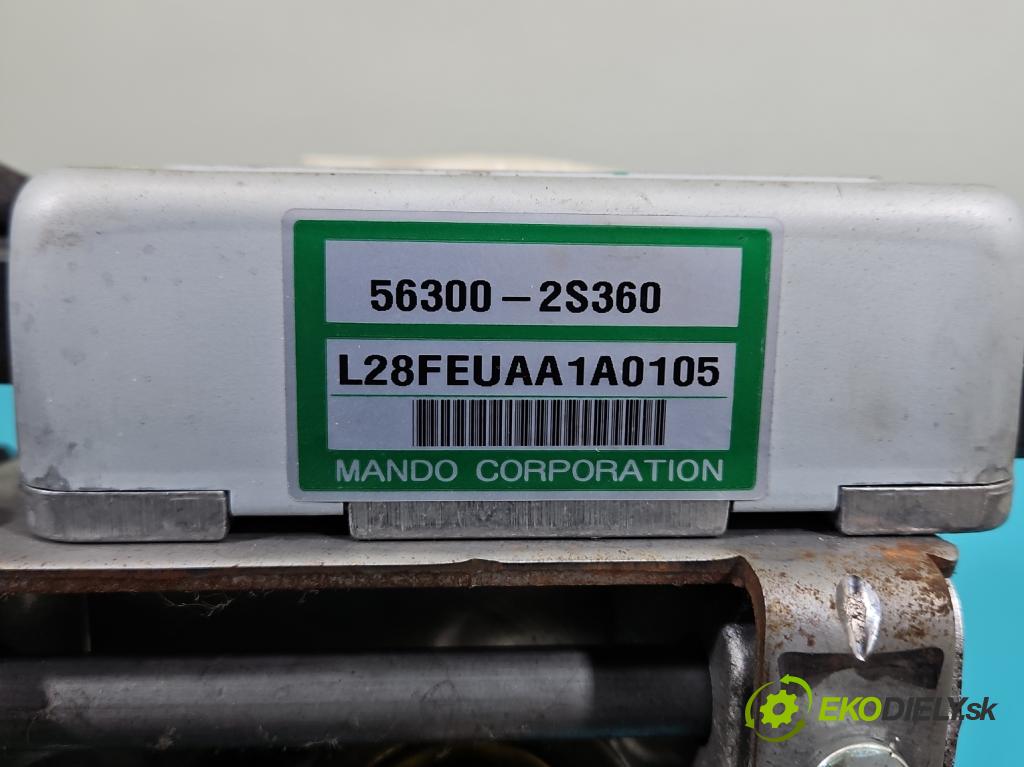 56300-2S360
L28FEUAA1A0105
MANDO CORPORATION
EKODIELY.sk